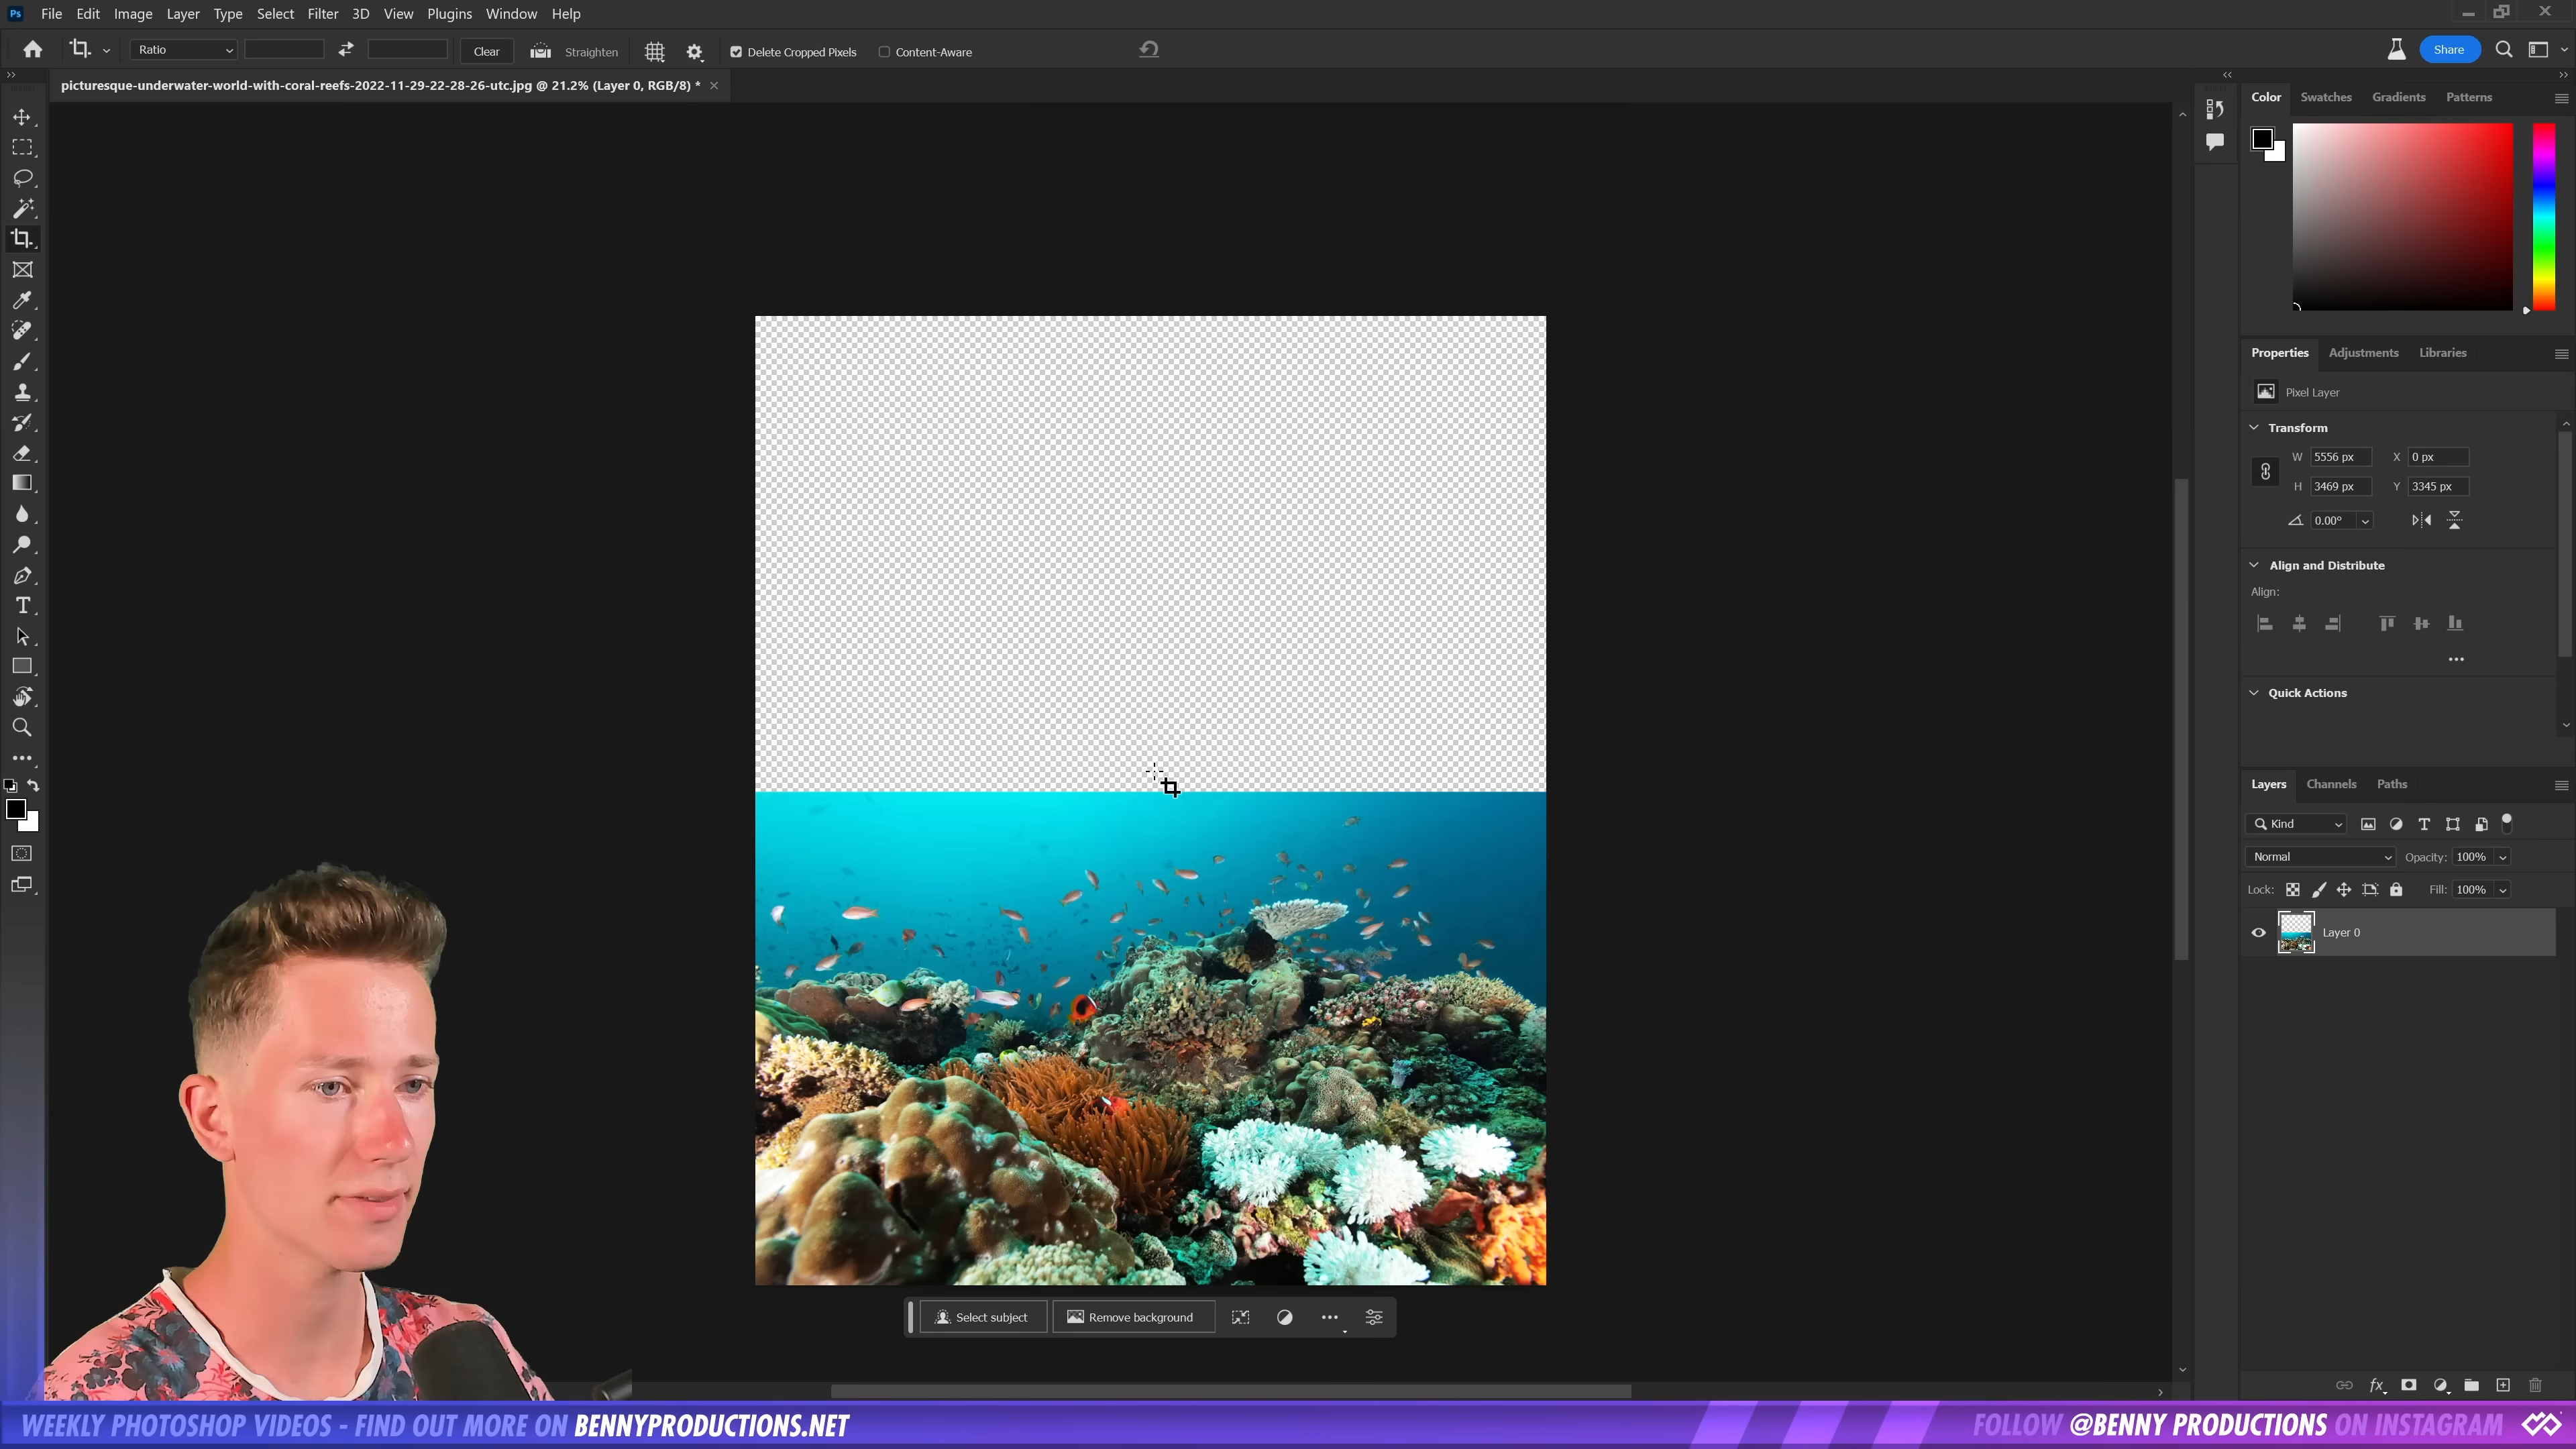 Ps File Edit Image Layer Type Select Filter 3D View Plugins Window Help
Ratio Clear Straighten Delete Cropped Pixels Content-Aware Share
picturesque-underwater-world-with-coral-reefs-2022-11-29-22-28-26-utc.jpg @ 21.2% (Layer 0, RGB/8) *
Color Swatches Gradients Patterns
Properties Adjustments Libraries
Pixel Layer
Transform
W 5556 px X 0 px
H 3469 px Y 3345 px
0.00°
Align and Distribute
Align:
Quick Actions
Layers Channels Paths
Kind
Normal Opacity: 100%
Lock: Fill: 100%
Layer 0
Select subject Remove background
fx
WEEKLY PHOTOSHOP VIDEOS - FIND OUT MORE ON BENNYPRODUCTIONS.NET
FOLLOW @BENNY PRODUCTIONS ON INSTAGRAM